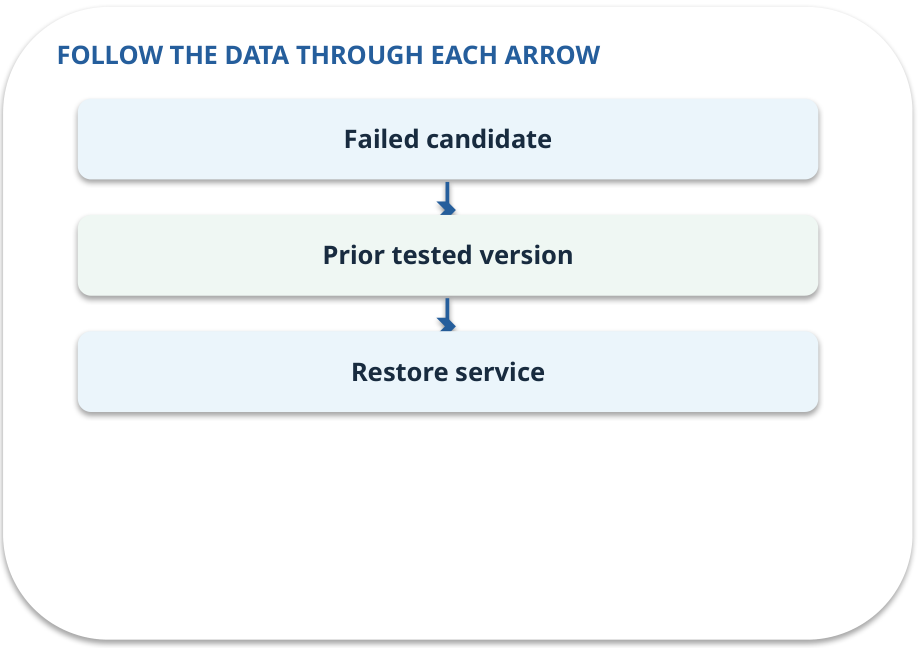 FOLLOW THE DATA THROUGH EACH ARROW
Failed candidate
Prior tested version
Restore service